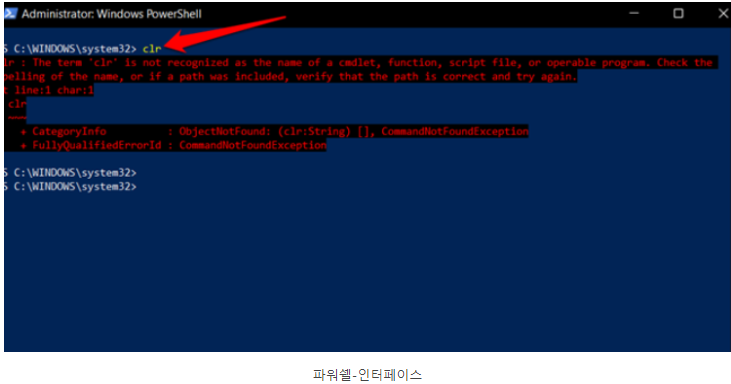 Administrator: Windows PowerShell
S C:\WINDOWS\system32> clr
lr : The term 'clr' is not recognized as the name of a cmdlet, function, script file, or operable program. Check the
pelling of the name, or if a path was included, verify that the path is correct and try again.
t line:1 char:1
clr
~~~
+ CategoryInfo : ObjectNotFound: (clr:String) [], CommandNotFoundException
+ FullyQualifiedErrorId : CommandNotFoundException
S C:\WINDOWS\system32>
S C:\WINDOWS\system32>
파워쉘-인터페이스